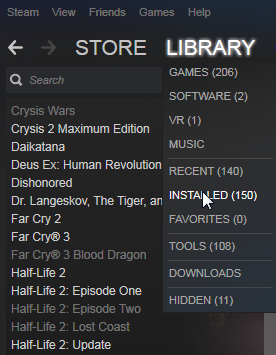 Steam View Friends Games Help
STORE LIBRARY
Search
Crysis Wars
Crysis 2 Maximum Edition
Daikatana
Deus Ex: Human Revolution
Dishonored
Dr. Langeskov, The Tiger, an
Far Cry 2
Far Cry® 3
Far Cry® 3 Blood Dragon
Half-Life 2
Half-Life 2: Episode One
Half-Life 2: Episode Two
Half-Life 2: Lost Coast
Half-Life 2: Update
GAMES (206)
SOFTWARE (2)
VR (1)
MUSIC
RECENT (140)
INSTALLED (150)
FAVORITES (0)
TOOLS (108)
DOWNLOADS
HIDDEN (11)